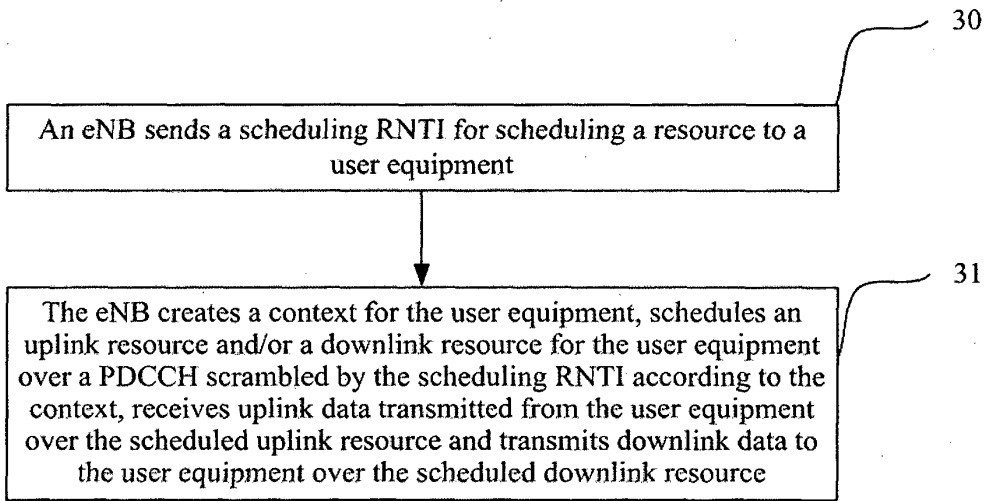 30
An eNB sends a scheduling RNTI for scheduling a resource to a
user equipment
31
The eNB creates a context for the user equipment, schedules an
uplink resource and/or a downlink resource for the user equipment
over a PDCCH scrambled by the scheduling RNTI according to the
context, receives uplink data transmitted from the user equipment
over the scheduled uplink resource and transmits downlink data to
the user equipment over the scheduled downlink resource